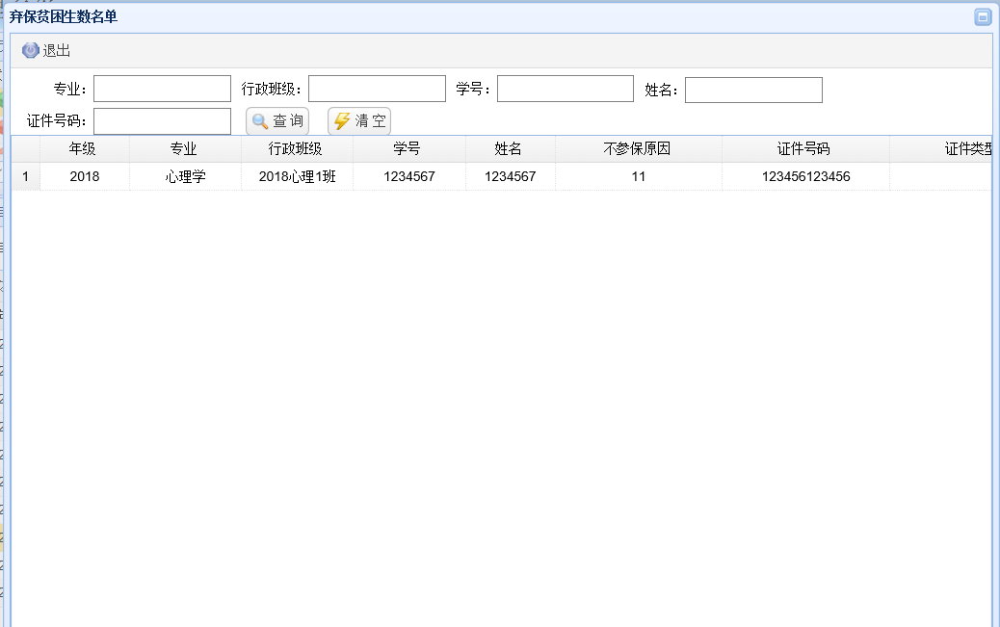 弃保贫困生数名单
退出
专业： 行政班级： 学号： 姓名：
证件号码： 查询 清空
年级 专业 行政班级 学号 姓名 不参保原因 证件号码 证件类型
1 2018 心理学 2018心理1班 1234567 1234567 11 123456123456